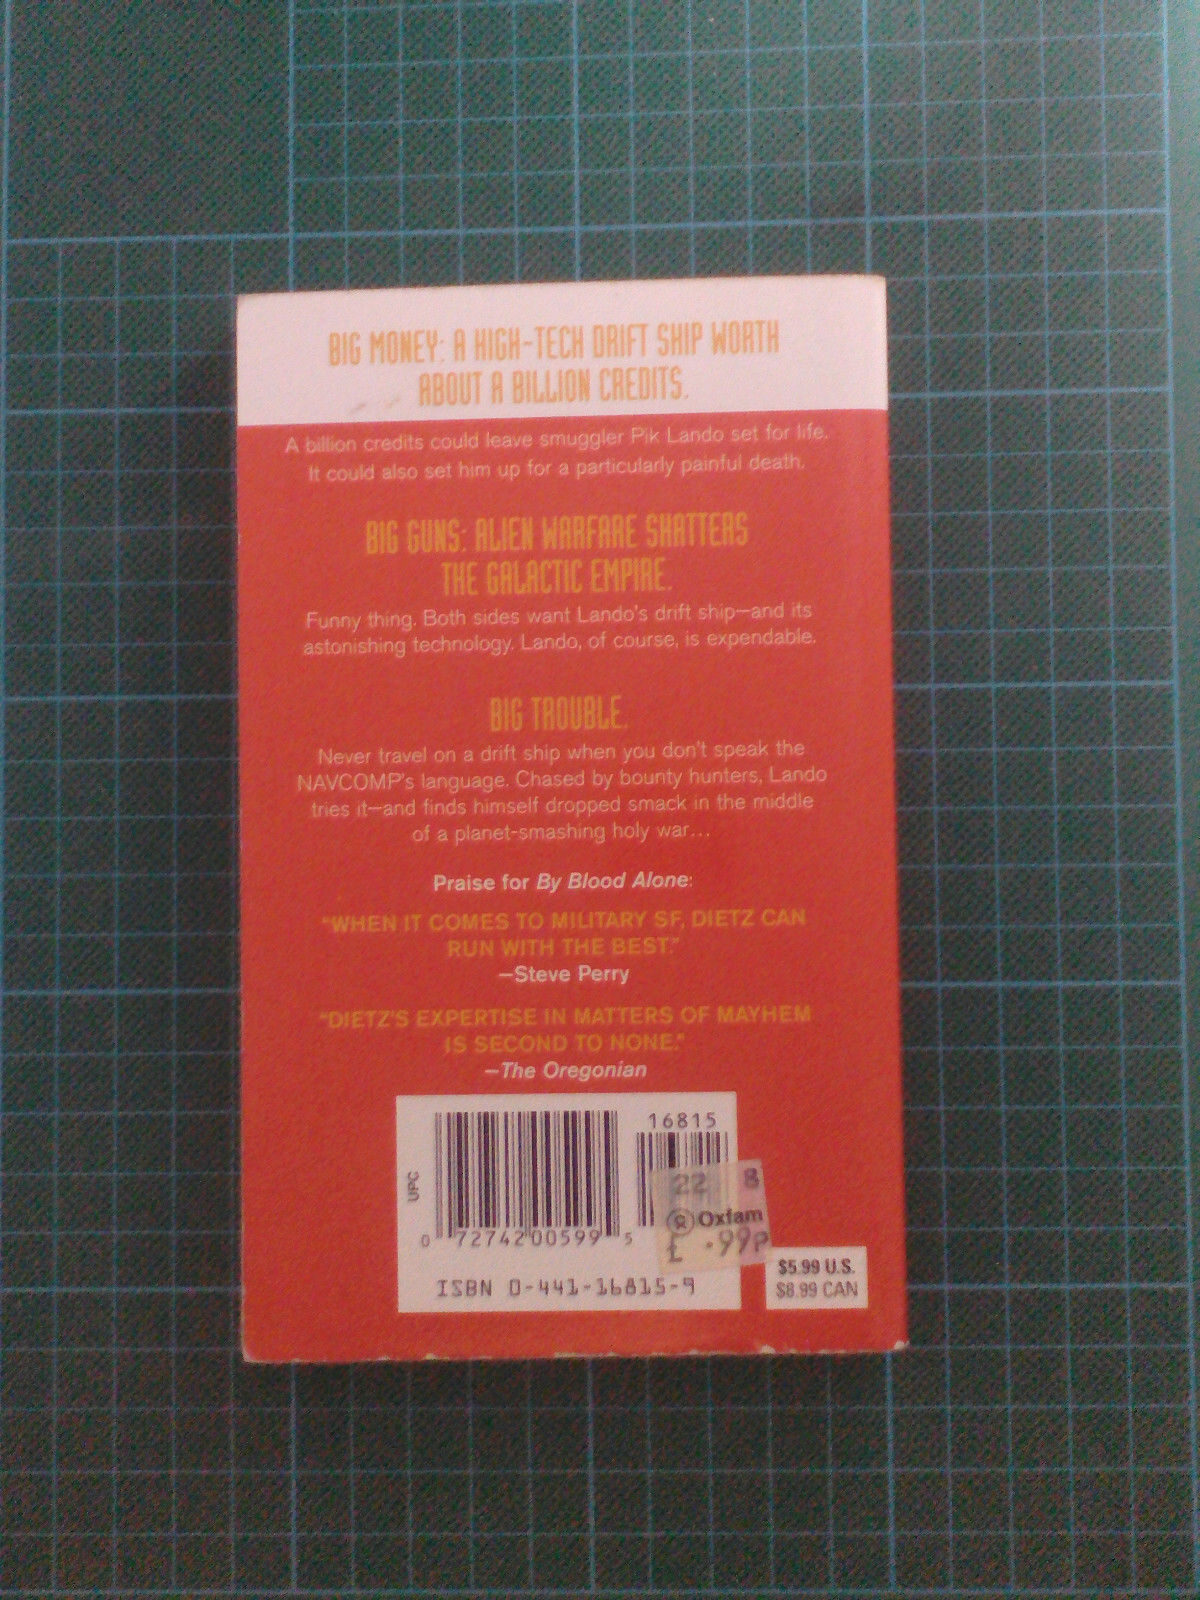 BIG MONEY: A HIGH-TECH DRIFT SHIP WORTH
ABOUT A BILLION CREDITS.
A billion credits could leave smuggler Pik Lando set for life.
It could also set him up for a particularly painful death.
BIG GUNS: ALIEN WARFARE SHATTERS
THE GALACTIC EMPIRE.
Funny thing. Both sides want Lando's drift ship—and its
astonishing technology. Lando, of course, is expendable.
BIG TROUBLE.
Never travel on a drift ship when you don't speak the
NAVCOMP's language. Chased by bounty hunters, Lando
tries it—and finds himself dropped smack in the middle
of a planet-smashing holy war...
Praise for By Blood Alone:
"WHEN IT COMES TO MILITARY SF, DIETZ CAN
RUN WITH THE BEST."
—Steve Perry
"DIETZ'S EXPERTISE IN MATTERS OF MAYHEM
IS SECOND TO NONE."
—The Oregonian
16815
UPC
0 72742 00599 5
ISBN 0-441-16815-9
22 B
Oxfam
£ .99P
$5.99 U.S.
$8.99 CAN